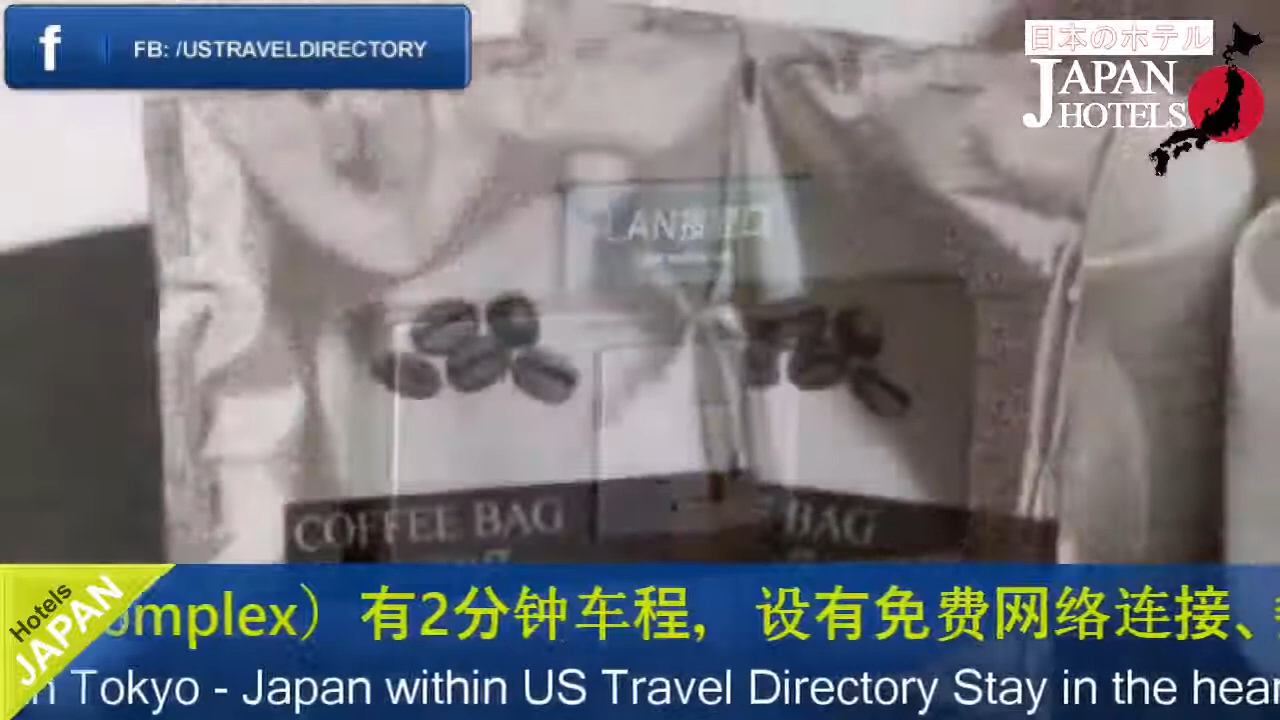 f FB: /USTRAVELDIRECTORY
日本のホテル
JAPAN
HOTELS
COFFEE BAG
BAG
omplex）有2分钟车程，设有免费网络连接、
Hotels
JAPAN
in Tokyo - Japan within US Travel Directory Stay in the hear